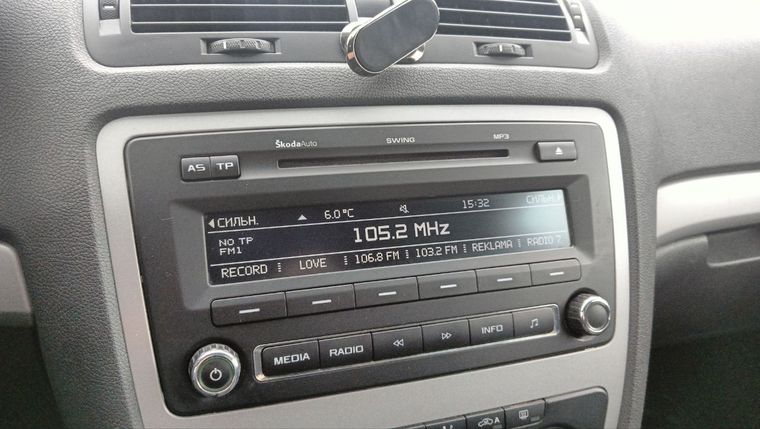 ŠkodaAuto SWING MP3
AS TP
СИЛЬН. 6.0 °C 15:32 СИЛЬН.
NO TP 105.2 MHz
FM1
RECORD LOVE 106.8 FM 103.2 FM REKLAMA RADIO 7
MEDIA RADIO INFO
A